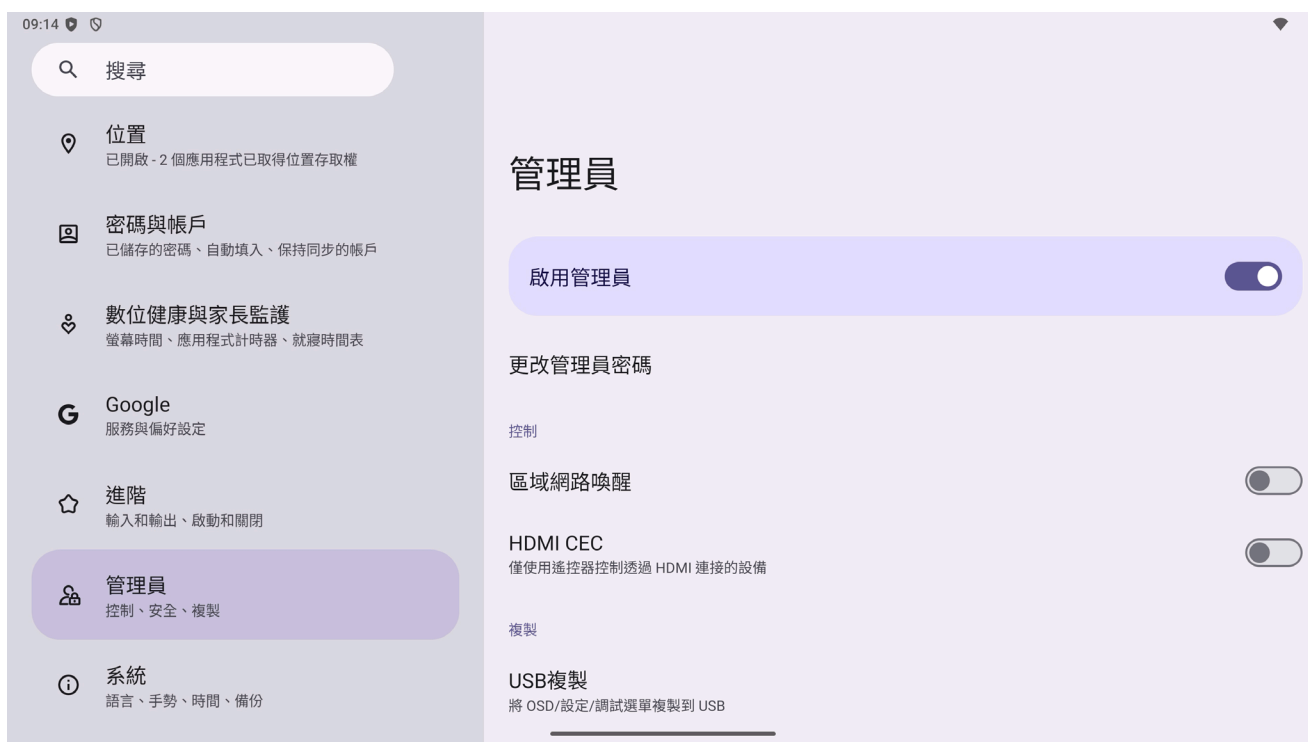 09:14
搜尋
位置
已開啟 - 2 個應用程式已取得位置存取權
密碼與帳戶
已儲存的密碼、自動填入、保持同步的帳戶
數位健康與家長監護
螢幕時間、應用程式計時器、就寢時間表
Google
服務與偏好設定
進階
輸入和輸出、啟動和關閉
管理員
控制、安全、複製
系統
語言、手勢、時間、備份
管理員
啟用管理員
更改管理員密碼
控制
區域網路喚醒
HDMI CEC
僅使用遙控器控制透過 HDMI 連接的設備
複製
USB複製
將 OSD/設定/調試選單複製到 USB